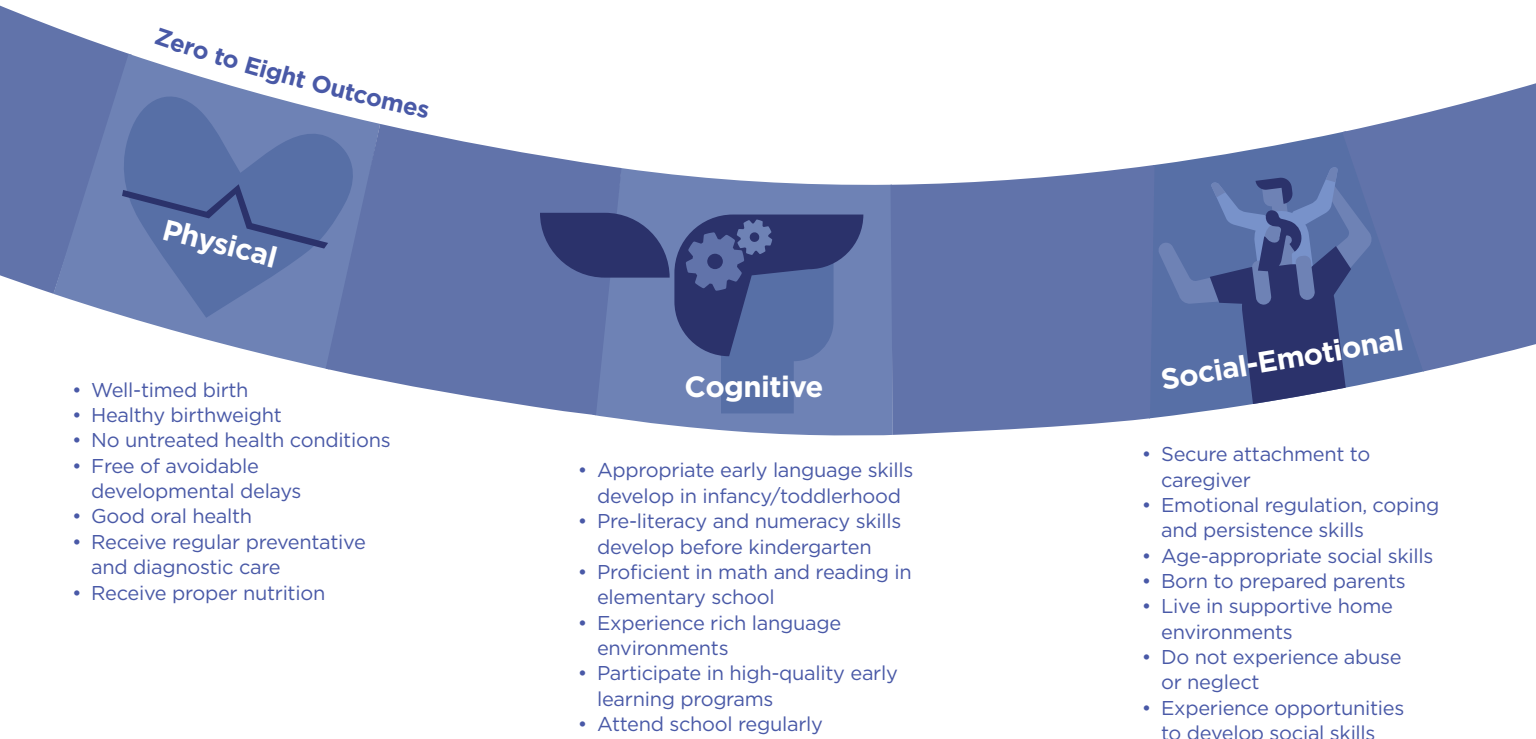 Zero to Eight Outcomes
Physical
• Well-timed birth
• Healthy birthweight
• No untreated health conditions
• Free of avoidable
developmental delays
• Good oral health
• Receive regular preventative
and diagnostic care
• Receive proper nutrition
Cognitive
• Appropriate early language skills
develop in infancy/toddlerhood
• Pre-literacy and numeracy skills
develop before kindergarten
• Proficient in math and reading in
elementary school
• Experience rich language
environments
• Participate in high-quality early
learning programs
• Attend school regularly
Social-Emotional
• Secure attachment to
caregiver
• Emotional regulation, coping
and persistence skills
• Age-appropriate social skills
• Born to prepared parents
• Live in supportive home
environments
• Do not experience abuse
or neglect
• Experience opportunities
to develop social skills